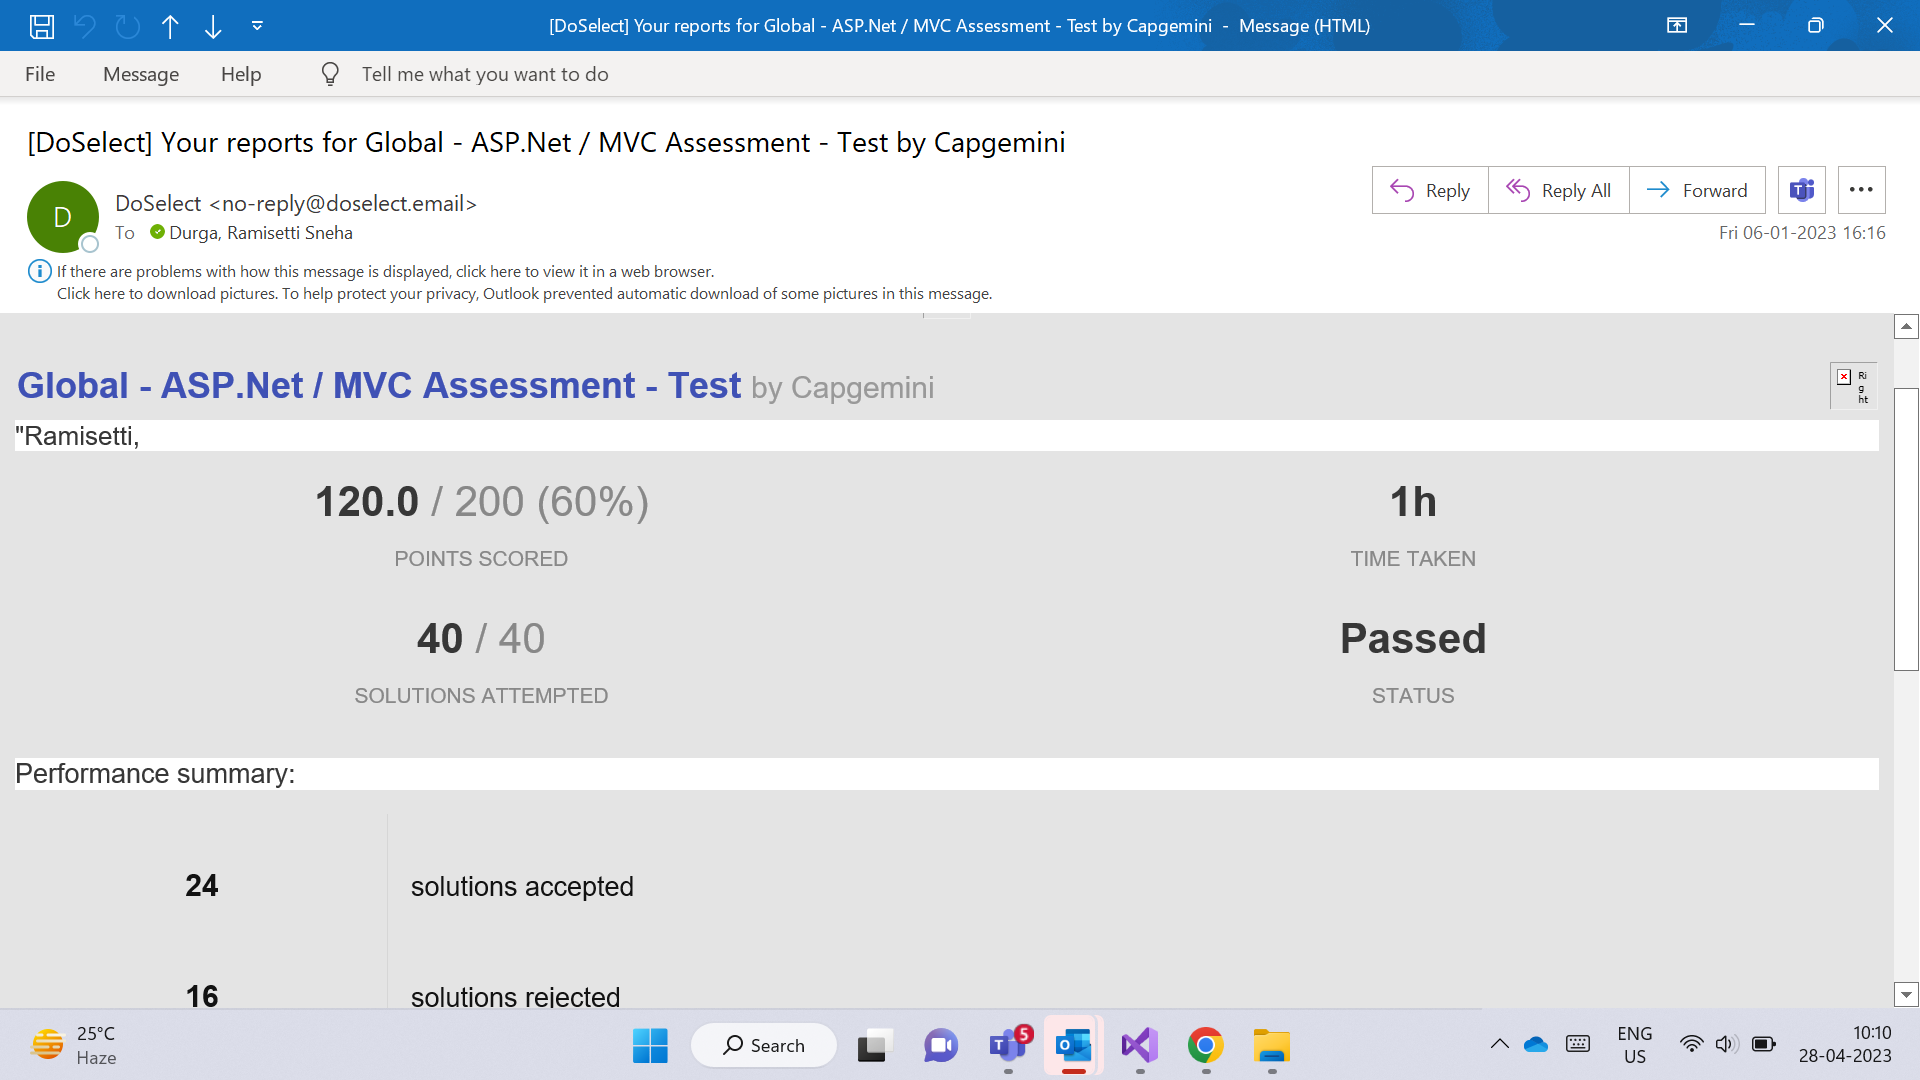 [DoSelect] Your reports for Global - ASP.Net / MVC Assessment - Test by Capgemini - Message (HTML)
File Message Help Tell me what you want to do
[DoSelect] Your reports for Global - ASP.Net / MVC Assessment - Test by Capgemini
Reply Reply All Forward
D
DoSelect <no-reply@doselect.email>
To Durga, Ramisetti Sneha
Fri 06-01-2023 16:16
If there are problems with how this message is displayed, click here to view it in a web browser.
Click here to download pictures. To help protect your privacy, Outlook prevented automatic download of some pictures in this message.
Global - ASP.Net / MVC Assessment - Test by Capgemini
Ri
g
ht
"Ramisetti,
120.0 / 200 (60%)
1h
POINTS SCORED
TIME TAKEN
40 / 40
Passed
SOLUTIONS ATTEMPTED
STATUS
Performance summary:
24 solutions accepted
16 solutions rejected
25°C
Haze
Search
5
ENG
US
10:10
28-04-2023